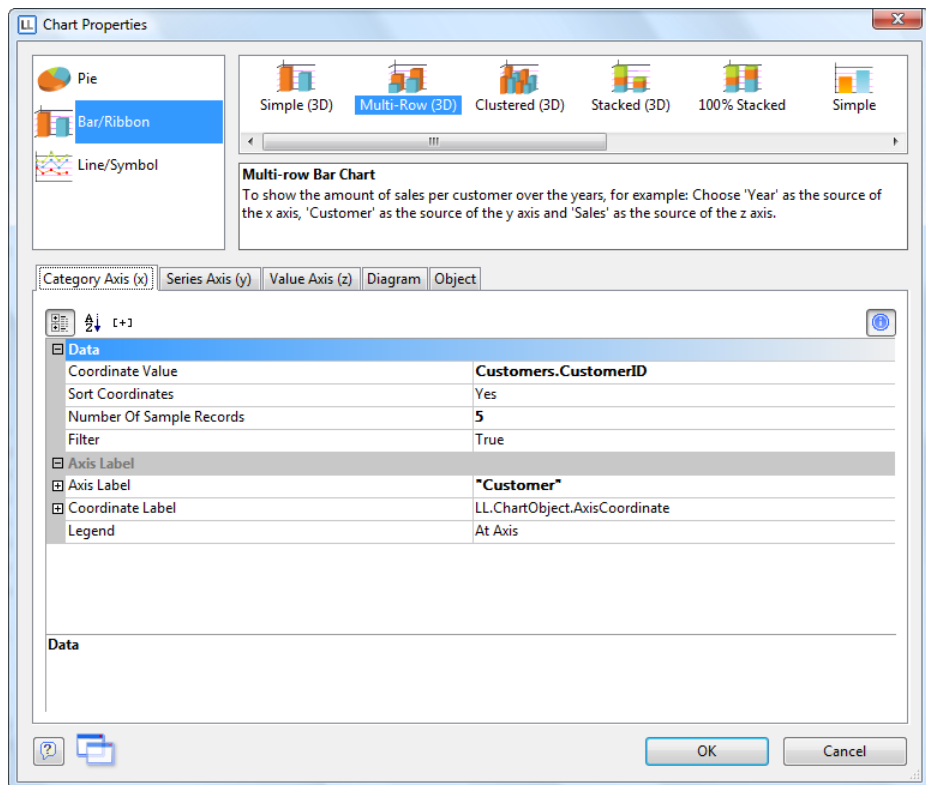 LL Chart Properties
Pie
Bar/Ribbon
Line/Symbol
Simple (3D) Multi-Row (3D) Clustered (3D) Stacked (3D) 100% Stacked Simple
Multi-row Bar Chart
To show the amount of sales per customer over the years, for example: Choose 'Year' as the source of
the x axis, 'Customer' as the source of the y axis and 'Sales' as the source of the z axis.
Category Axis (x) Series Axis (y) Value Axis (z) Diagram Object
A Z [+]
Data
Coordinate Value Customers.CustomerID
Sort Coordinates Yes
Number Of Sample Records 5
Filter True
Axis Label
Axis Label "Customer"
Coordinate Label LL.ChartObject.AxisCoordinate
Legend At Axis
Data
OK Cancel